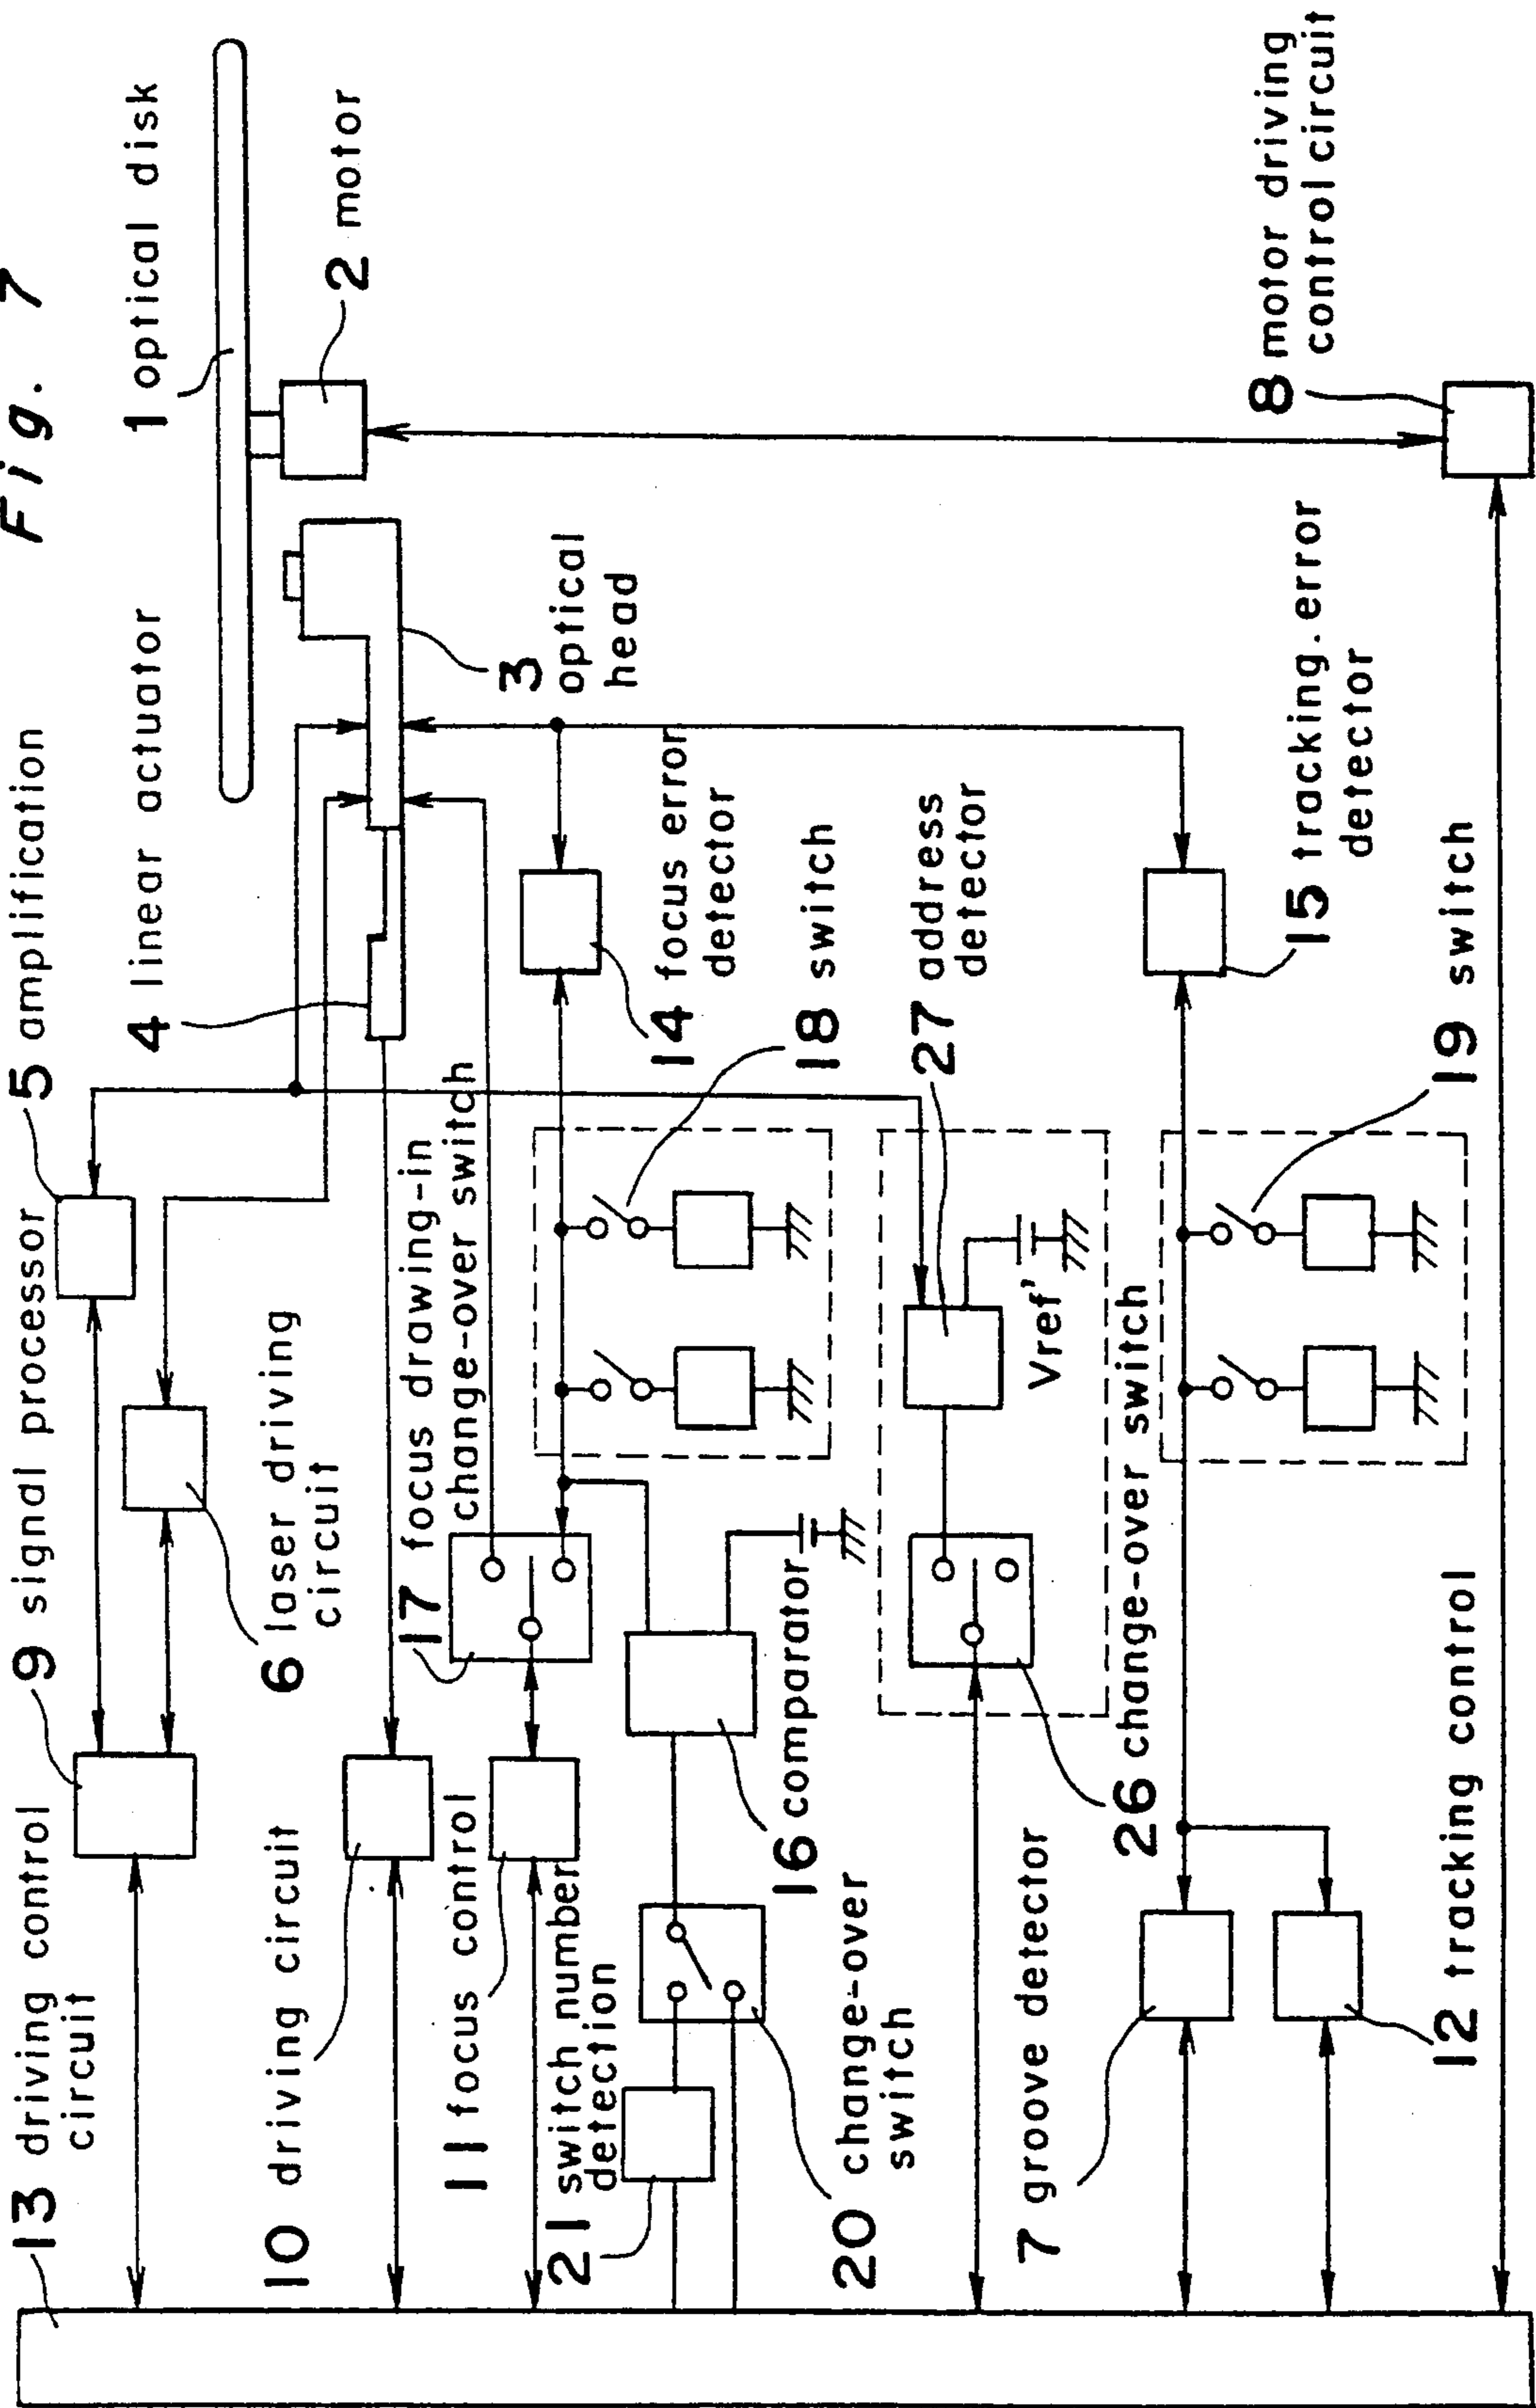 Fig. 7
1 optical disk
2 motor
8 motor driving
control circuit
5 amplification
4 linear actuator
3 optical
head
14 focus error
detector
18 switch
27 address
detector
15 tracking.error
detector
19 switch
9 signal processor
6 laser driving
circuit
17 focus drawing-in
change-over switch
16 comparator
Vref'
26 change-over switch
12 tracking control
13 driving control
circuit
10 driving circuit
11 focus control
21 switch number
detection
20 change-over
switch
7 groove detector